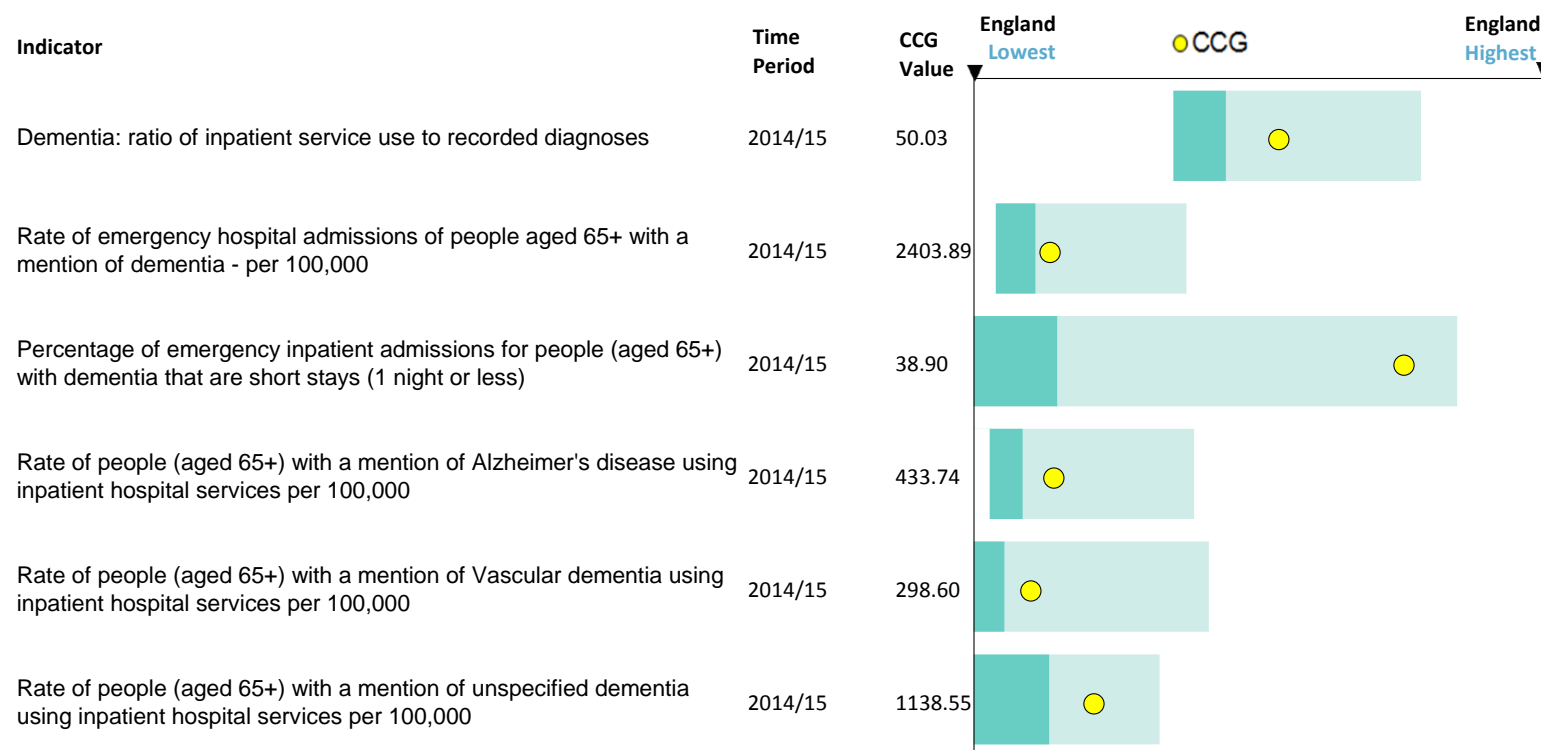 Indicator
Time
Period
CCG
Value
England
Lowest
CCG
England
Highest
Dementia: ratio of inpatient service use to recorded diagnoses
2014/15
50.03
Rate of emergency hospital admissions of people aged 65+ with a
mention of dementia - per 100,000
2014/15
2403.89
Percentage of emergency inpatient admissions for people (aged 65+)
with dementia that are short stays (1 night or less)
2014/15
38.90
Rate of people (aged 65+) with a mention of Alzheimer's disease using
inpatient hospital services per 100,000
2014/15
433.74
Rate of people (aged 65+) with a mention of Vascular dementia using
inpatient hospital services per 100,000
2014/15
298.60
Rate of people (aged 65+) with a mention of unspecified dementia
using inpatient hospital services per 100,000
2014/15
1138.55